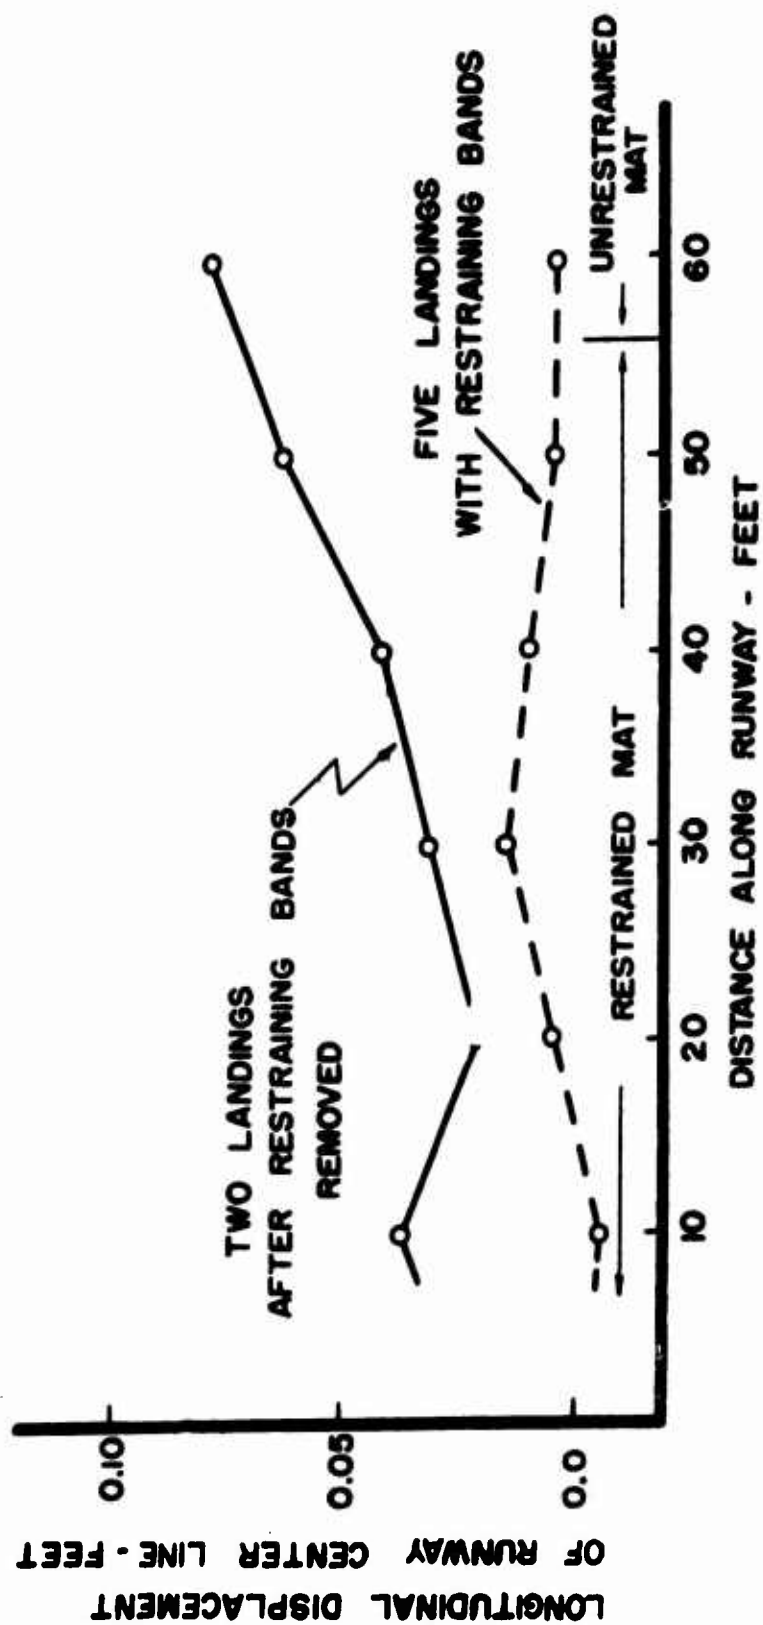 LONGITUDINAL DISPLACEMENT
OF RUNWAY CENTER LINE - FEET
0.10
0.05
0.0
TWO LANDINGS
AFTER RESTRAINING BANDS
REMOVED
FIVE LANDINGS
WITH RESTRAINING BANDS
RESTRAINED MAT
UNRESTRAINED
MAT
10
20
30
40
50
60
DISTANCE ALONG RUNWAY - FEET